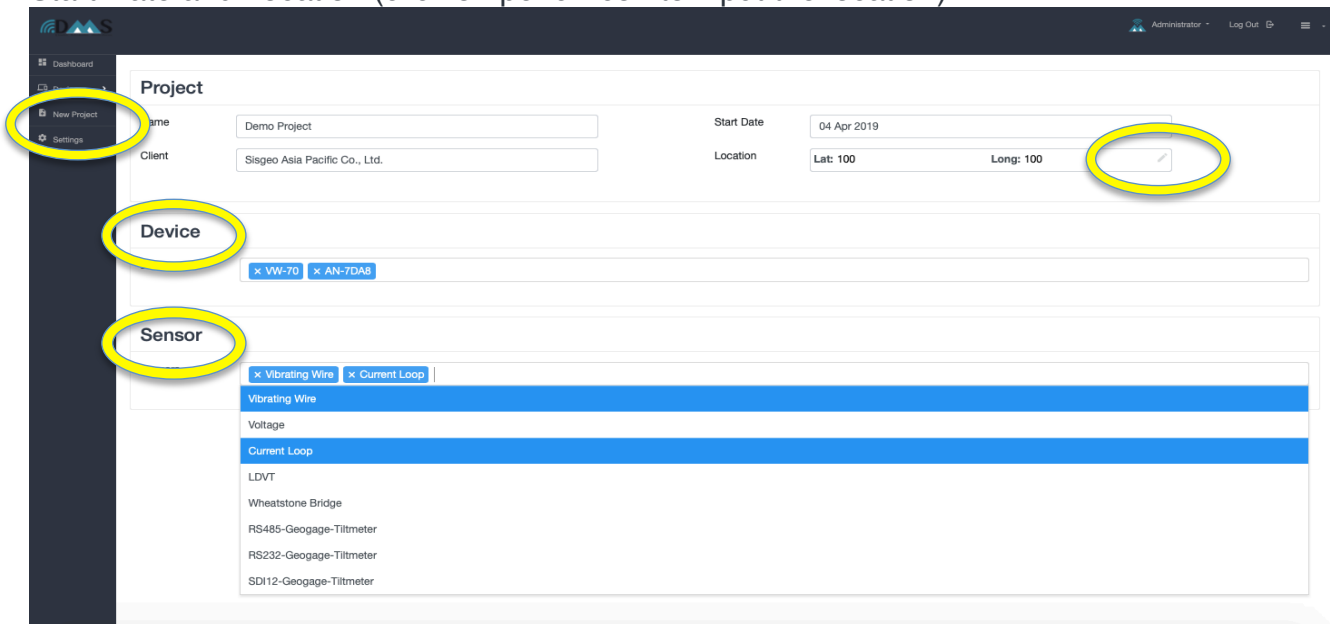 DMMS
Administrator
Log Out
Dashboard
Project
New Project
Name
Demo Project
Start Date
04 Apr 2019
Settings
Client
Sisgeo Asia Pacific Co., Ltd.
Location
Lat: 100
Long: 100
Device
× VW-70 × AN-7DA8
Sensor
× Vibrating Wire × Current Loop
Vibrating Wire
Voltage
Current Loop
LDVT
Wheatstone Bridge
RS485-Geogage-Tiltmeter
RS232-Geogage-Tiltmeter
SDI12-Geogage-Tiltmeter